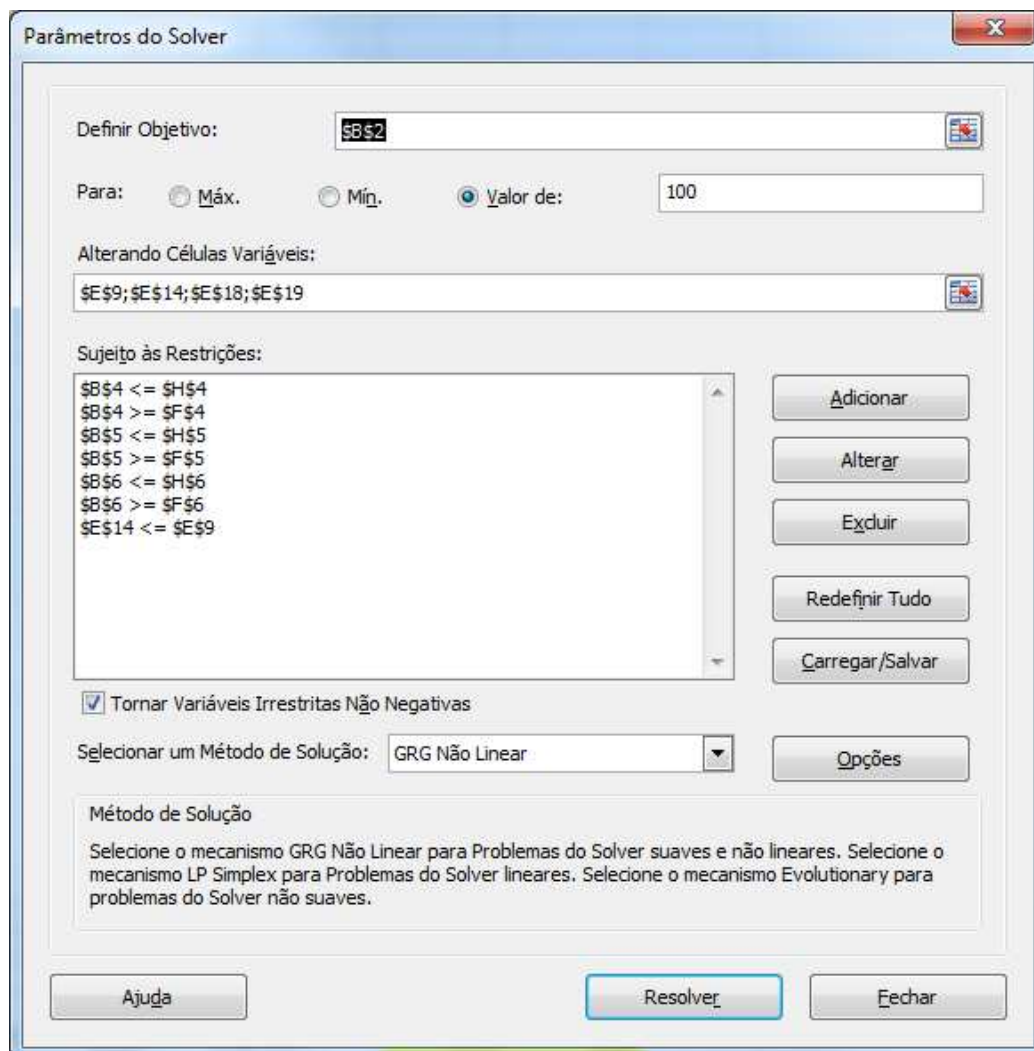 Parâmetros do Solver
Definir Objetivo: $B$2
Para: Máx. Mín. Valor de: 100
Alterando Células Variáveis:
$E$9;$E$14;$E$18;$E$19
Sujeito às Restrições:
$B$4 <= $H$4
$B$4 >= $F$4
$B$5 <= $H$5
$B$5 >= $F$5
$B$6 <= $H$6
$B$6 >= $F$6
$E$14 <= $E$9
Adicionar
Alterar
Excluir
Redefinir Tudo
Carregar/Salvar
Tornar Variáveis Irrestritas Não Negativas
Selecionar um Método de Solução: GRG Não Linear
Opções
Método de Solução
Selecione o mecanismo GRG Não Linear para Problemas do Solver suaves e não lineares. Selecione o
mecanismo LP Simplex para Problemas do Solver lineares. Selecione o mecanismo Evolutionary para
problemas do Solver não suaves.
Ajuda Resolver Fechar